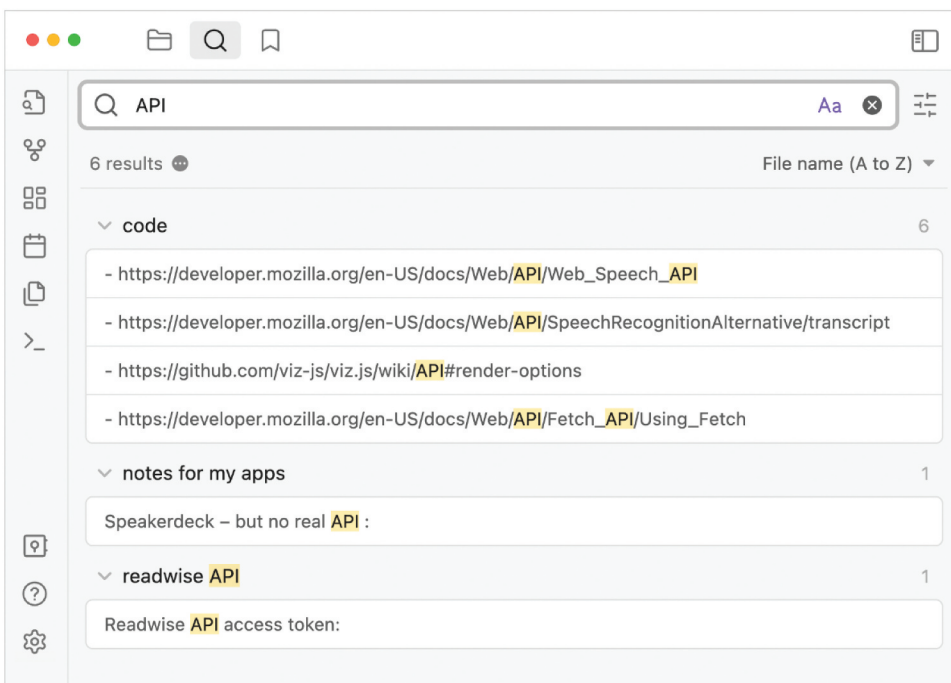 API
Aa
6 results
File name (A to Z)
code
6
- https://developer.mozilla.org/en-US/docs/Web/API/Web_Speech_API
- https://developer.mozilla.org/en-US/docs/Web/API/SpeechRecognitionAlternative/transcript
- https://github.com/viz-js/viz.js/wiki/API#render-options
- https://developer.mozilla.org/en-US/docs/Web/API/Fetch_API/Using_Fetch
notes for my apps
1
Speakerdeck – but no real API :
readwise API
1
Readwise API access token: